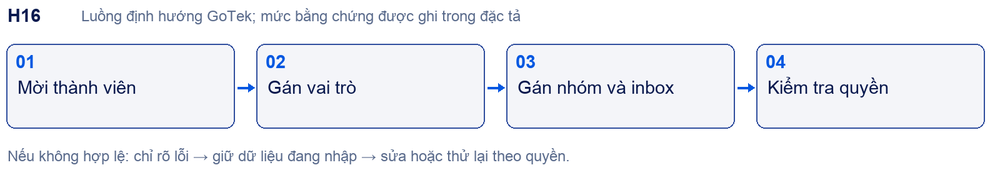 H16 Luồng định hướng GoTek; mức bằng chứng được ghi trong đặc tả
01
Mời thành viên
02
Gán vai trò
03
Gán nhóm và inbox
04
Kiểm tra quyền
Nếu không hợp lệ: chỉ rõ lỗi → giữ dữ liệu đang nhập → sửa hoặc thử lại theo quyền.